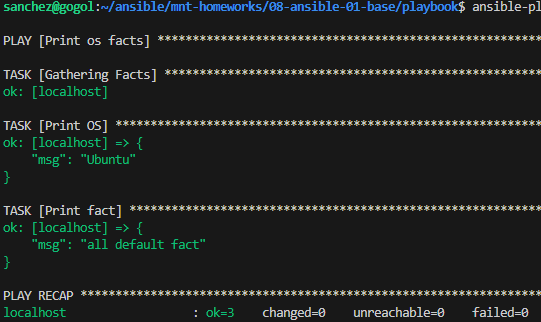 sanchez@gogol:~/ansible/mnt-homeworks/08-ansible-01-base/playbook$ ansible-pl
PLAY [Print os facts] *********************************************************
TASK [Gathering Facts] ********************************************************
ok: [localhost]
TASK [Print OS] ***************************************************************
ok: [localhost] => {
    "msg": "Ubuntu"
}
TASK [Print fact] *************************************************************
ok: [localhost] => {
    "msg": "all default fact"
}
PLAY RECAP ********************************************************************
localhost                  : ok=3    changed=0    unreachable=0    failed=0